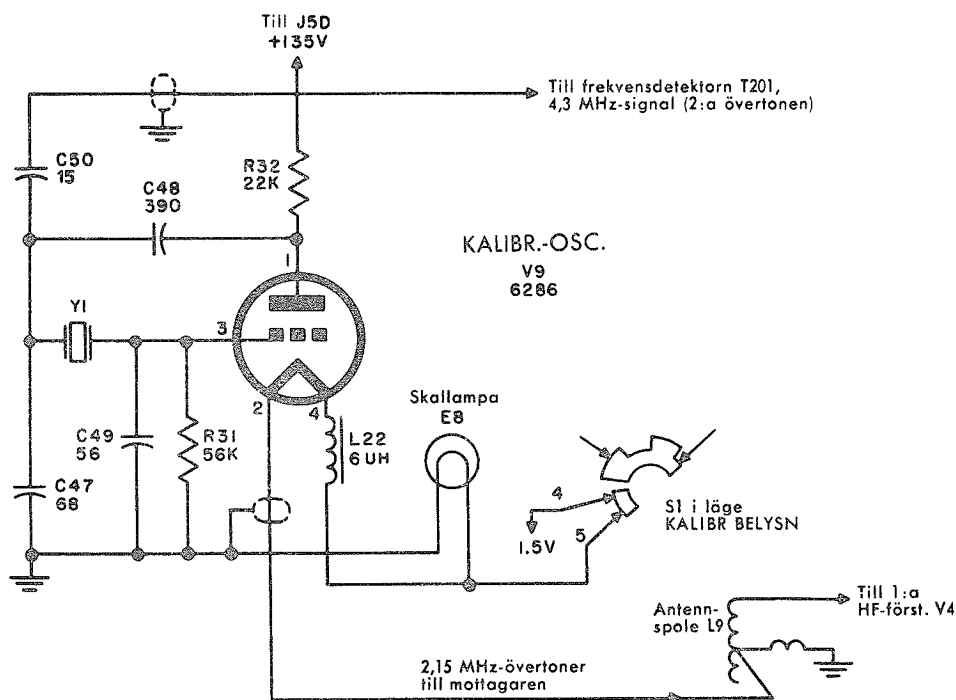 Till J5D
+135V
Till frekvensdetektorn T201,
4,3 MHz-signal (2:a övertonen)
C50
15
R32
22K
C48
390
KALIBR.-OSC.
V9
6286
1
Y1
3
2
4
Skallampa
E8
C49
56
R31
56K
L22
6 UH
C47
68
4
1.5V
5
S1 i läge
KALIBR BELYSN
Till 1:a
HF-först. V4
Antenn-
spole L9
2,15 MHz-övertoner
till mottagaren